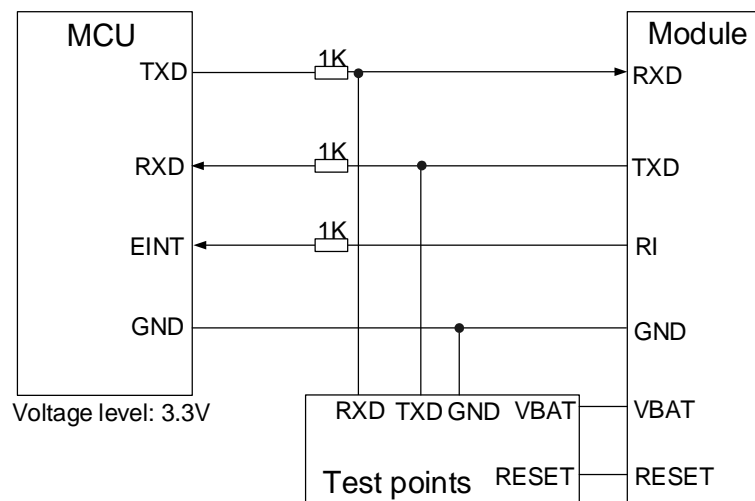 MCU Module
TXD 1K RXD
RXD 1K TXD
EINT 1K RI
GND GND
Voltage level: 3.3V RXD TXD GND VBAT VBAT
Test points RESET RESET